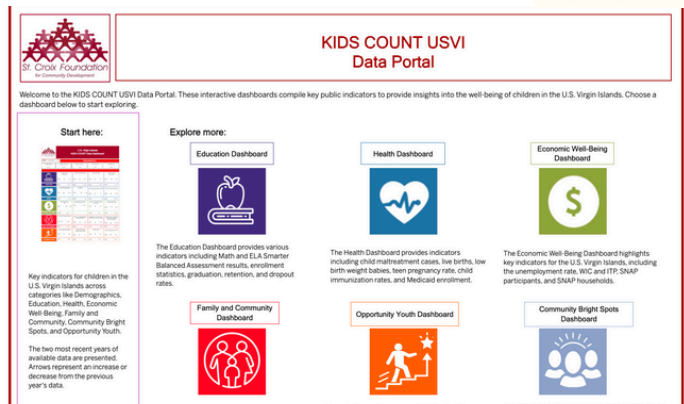 St. Croix Foundation
for Community Development
KIDS COUNT USVI
Data Portal
Welcome to the KIDS COUNT USVI Data Portal. These interactive dashboards compile key public indicators to provide insights into the well-being of children in the U.S. Virgin Islands. Choose a
dashboard below to start exploring.
Start here:
Key indicators for children in the
U.S. Virgin Islands across
categories like Demographics,
Education, Health, Economic
Well-Being, Family and
Community, Community Bright
Spots, and Opportunity Youth.
The two most recent years of
available data are presented.
Arrows represent an increase or
decrease from the previous
year's data.
Explore more:
Education Dashboard
The Education Dashboard provides various
indicators including Math and ELA Smarter
Balanced Assessment results, enrollment
statistics, graduation, retention, and dropout
rates.
Health Dashboard
The Health Dashboard provides indicators
including child maltreatment cases, live births, low
birth weight babies, teen pregnancy rate, child
immunization rates, and Medicaid enrollment.
Economic Well-Being
Dashboard
$
The Economic Well-Being Dashboard highlights
key indicators for the U.S. Virgin Islands, including
the unemployment rate, WIC and ITP, SNAP
participants, and SNAP households.
Family and Community
Dashboard
Opportunity Youth Dashboard
Community Bright Spots
Dashboard